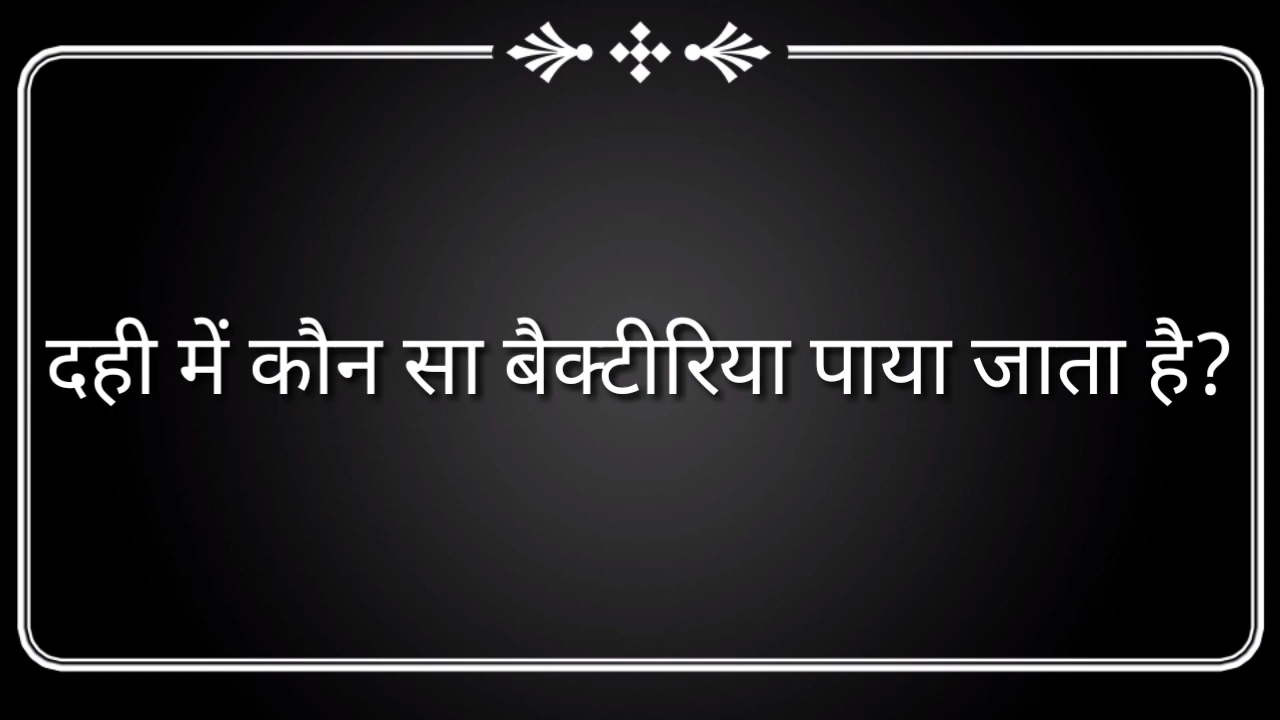 दही में कौन सा बैक्टीरिया पाया जाता है?